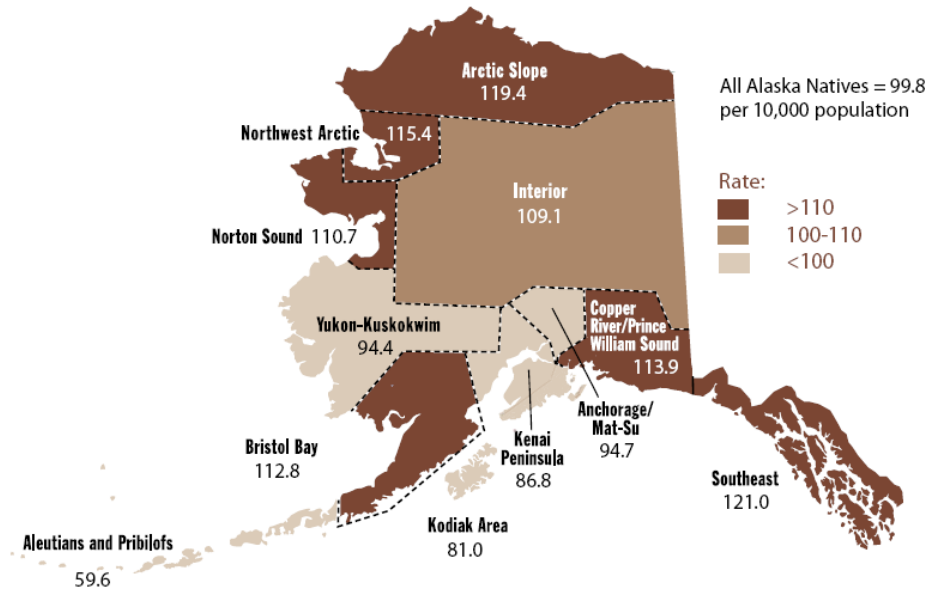 Arctic Slope
119.4
All Alaska Natives = 99.8
per 10,000 population
Northwest Arctic
115.4
Rate:
>110
100-110
<100
Interior
109.1
Norton Sound
110.7
Yukon–Kuskokwim
94.4
Copper
River/Prince
William Sound
113.9
Anchorage/
Mat-Su
94.7
Bristol Bay
112.8
Kenai
Peninsula
86.8
Southeast
121.0
Kodiak Area
81.0
Aleutians and Pribilofs
59.6